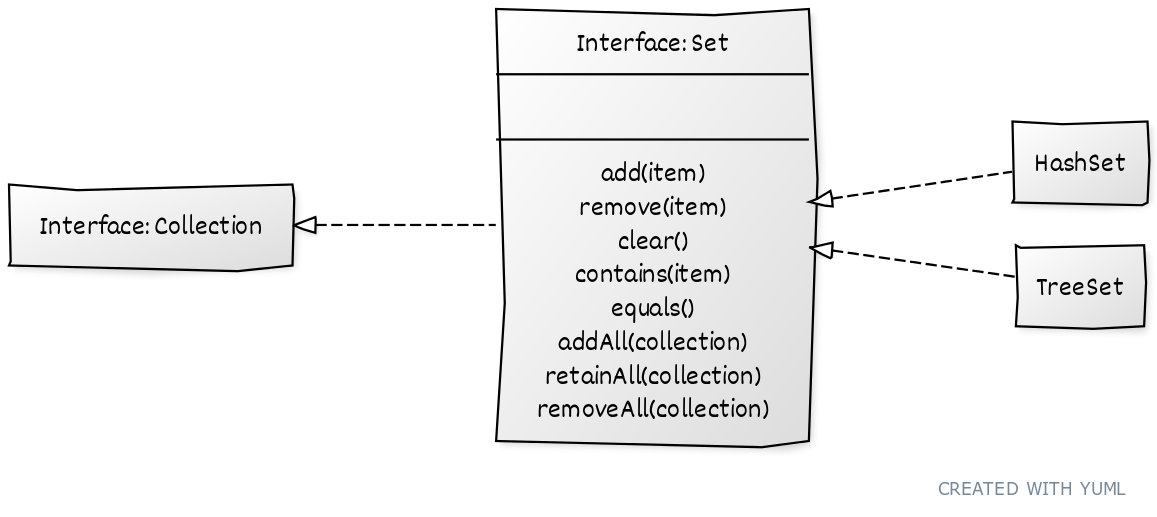 Interface: Collection
Interface: Set
add(item)
remove(item)
clear()
contains(item)
equals()
addAll(collection)
retainAll(collection)
removeAll(collection)
HashSet
TreeSet
CREATED WITH YUML